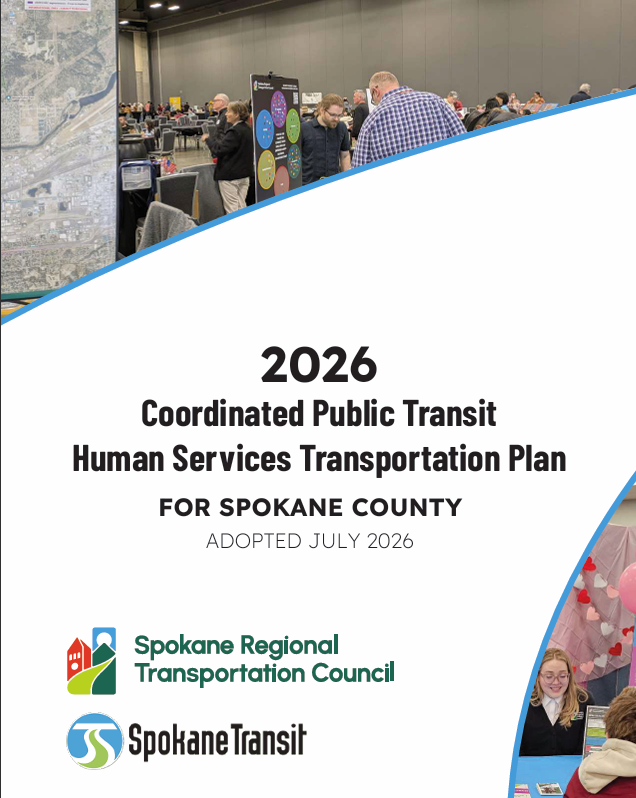 2026
Coordinated Public Transit
Human Services Transportation Plan
FOR SPOKANE COUNTY
ADOPTED JULY 2026
Spokane Regional
Transportation Council
SpokaneTransit